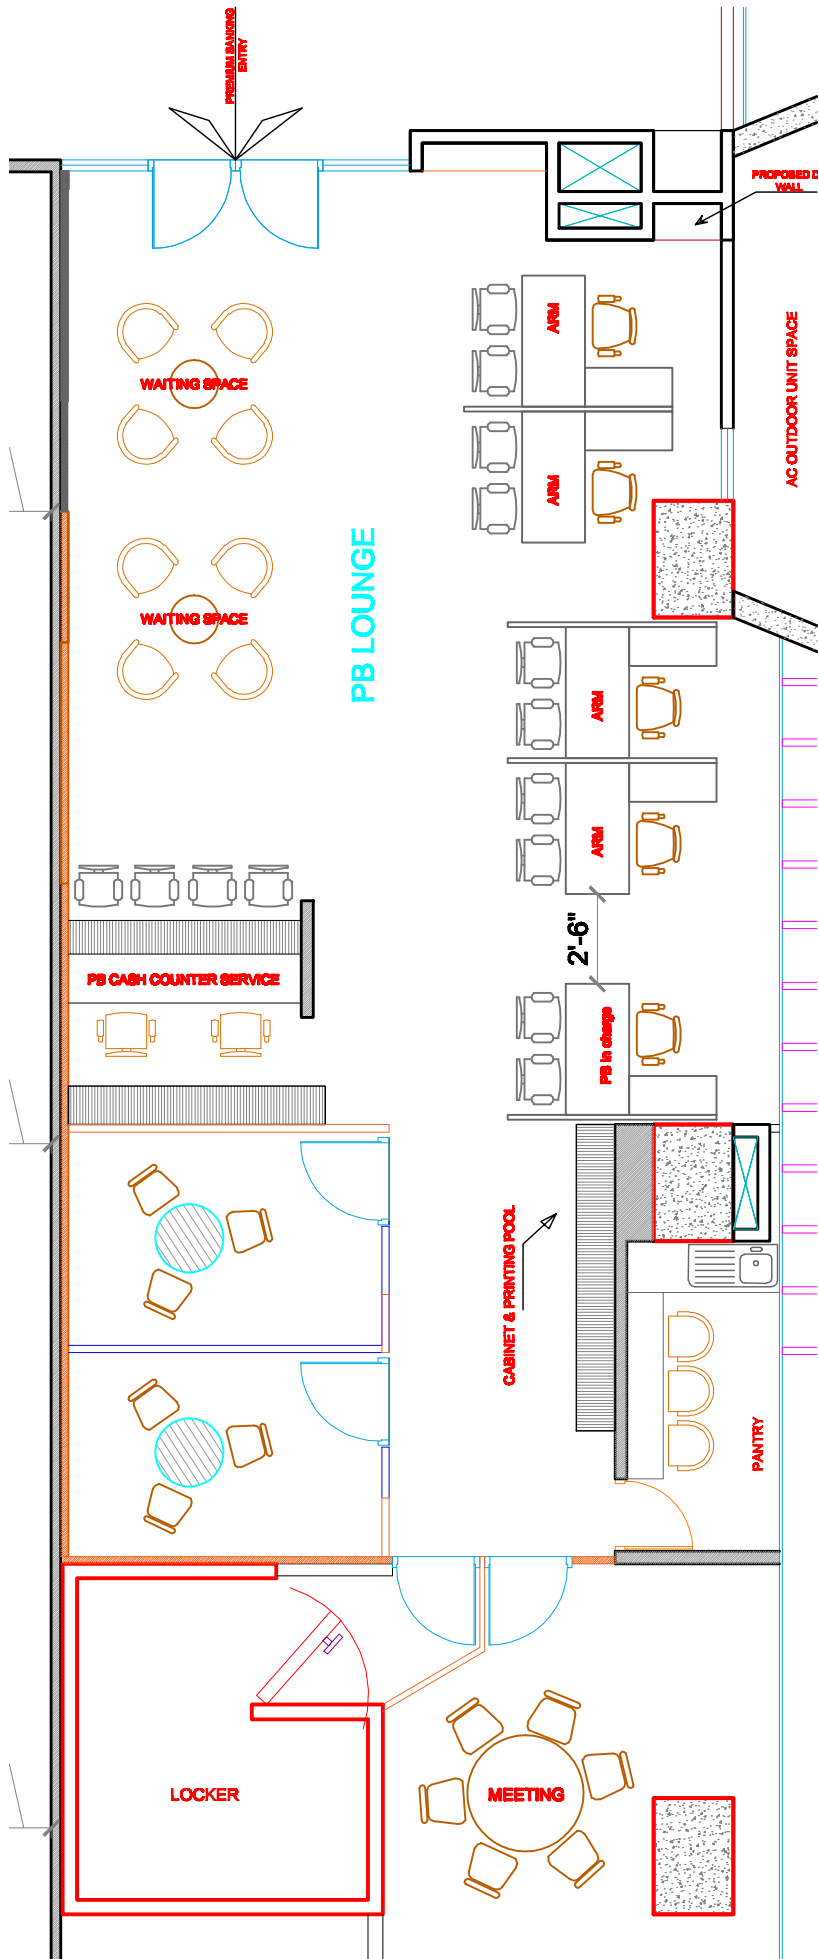 PREMIUM BANKING
ENTRY
PROPOSED D
WALL
AC OUTDOOR UNIT SPACE
ARM
WAITING SPACE
ARM
PB LOUNGE
WAITING SPACE
ARM
ARM
2'-6"
PB CASH COUNTER SERVICE
PB in charge
CABINET & PRINTING POOL
PANTRY
LOCKER
MEETING